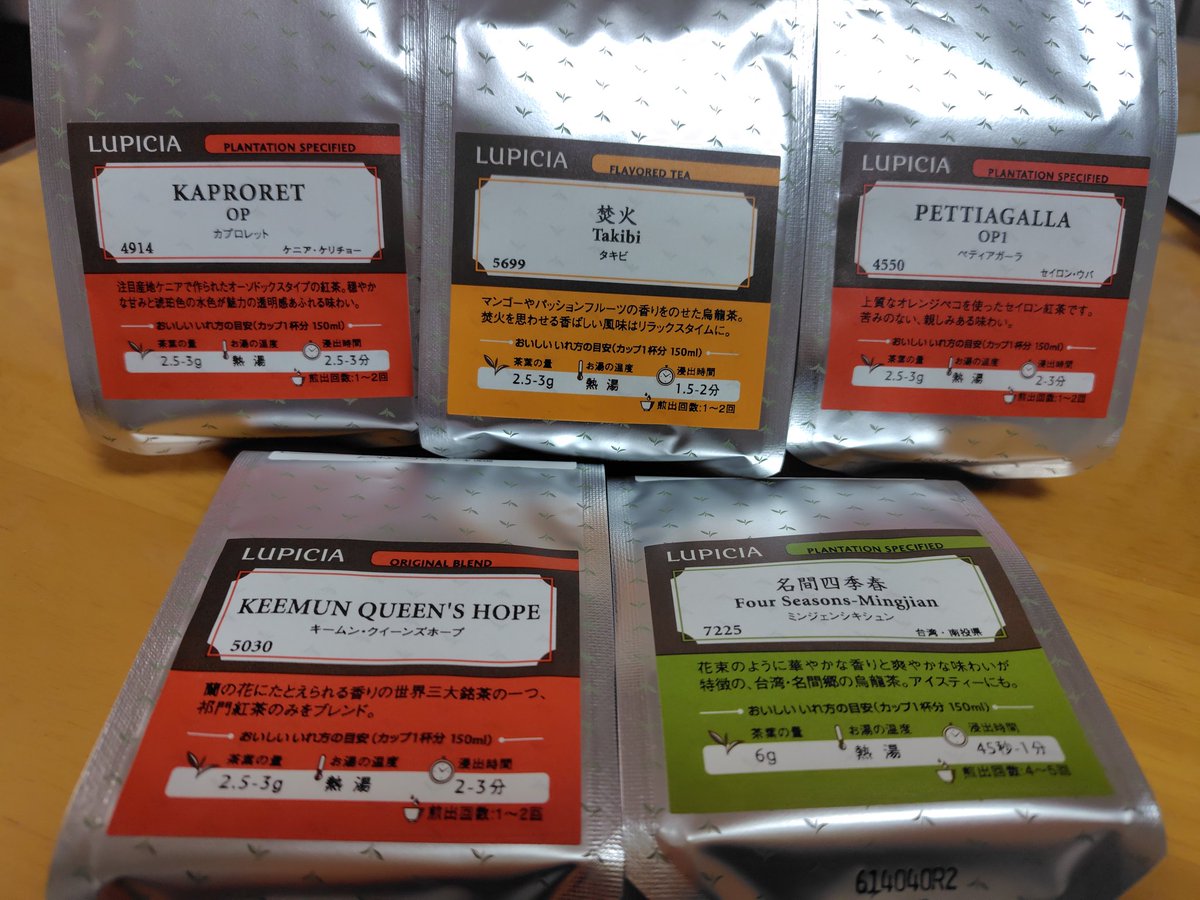 LUPICIA PLANTATION SPECIFIED
KAPRORET
OP
カプロレット
4914 ケニア・ケリチョー
注目産地ケニアで作られたオーソドックスタイプの紅茶。穏やか
な甘みと琥珀色の水色が魅力の透明感あふれる味わい。
おいしいいれ方の目安(カップ1杯分 150ml)
茶葉の量 お湯の温度 浸出時間
2.5-3g 熱湯 2.5-3分
煎出回数:1〜2回
LUPICIA FLAVORED TEA
焚火
Takibi
タキビ
5699
マンゴーやパッションフルーツの香りをのせた烏龍茶。
焚火を思わせる香ばしい風味はリラックスタイムに。
おいしいいれ方の目安(カップ1杯分 150ml)
茶葉の量 お湯の温度 浸出時間
2.5-3g 熱湯 1.5-2分
煎出回数:1〜2回
LUPICIA PLANTATION SPECIFIED
PETTIAGALLA
OP1
ペティアガーラ
4550 セイロン・ウバ
上質なオレンジペコを使ったセイロン紅茶です。
苦みのない、親しみある味わい。
おいしいいれ方の目安(カップ1杯分 150ml)
茶葉の量 お湯の温度 浸出時間
2.5-3g 熱湯 2-3分
煎出回数:1〜2回
LUPICIA ORIGINAL BLEND
KEEMUN QUEEN'S HOPE
キームン・クイーンズホープ
5030
蘭の花にたとえられる香りの世界三大銘茶の一つ、
祁門紅茶のみをブレンド。
おいしいいれ方の目安(カップ1杯分 150ml)
茶葉の量 お湯の温度 浸出時間
2.5-3g 熱湯 2-3分
煎出回数:1〜2回
LUPICIA PLANTATION SPECIFIED
名間四季春
Four Seasons-Mingjian
ミンジェンシキシュン
7225 台湾・南投県
花束のように華やかな香りと爽やかな味わいが
特徴の、台湾・名間郷の烏龍茶。アイスティーにも。
おいしいいれ方の目安(カップ1杯分 150ml)
茶葉の量 お湯の温度 浸出時間
6g 熱湯 45秒-1分
煎出回数:4〜5回
614040R2